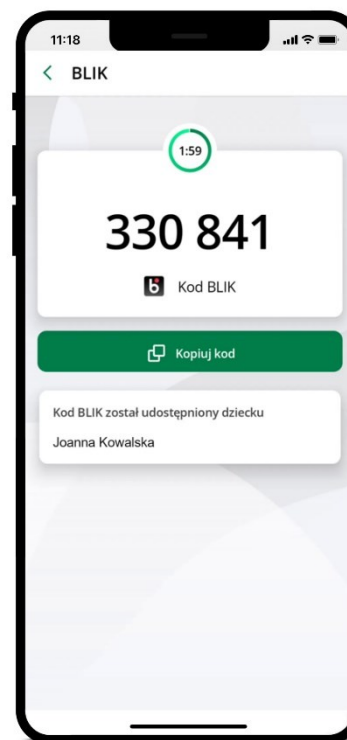 11:18
BLIK
1:59
330 841
Kod BLIK
Kopiuj kod
Kod BLIK został udostępniony dziecku
Joanna Kowalska